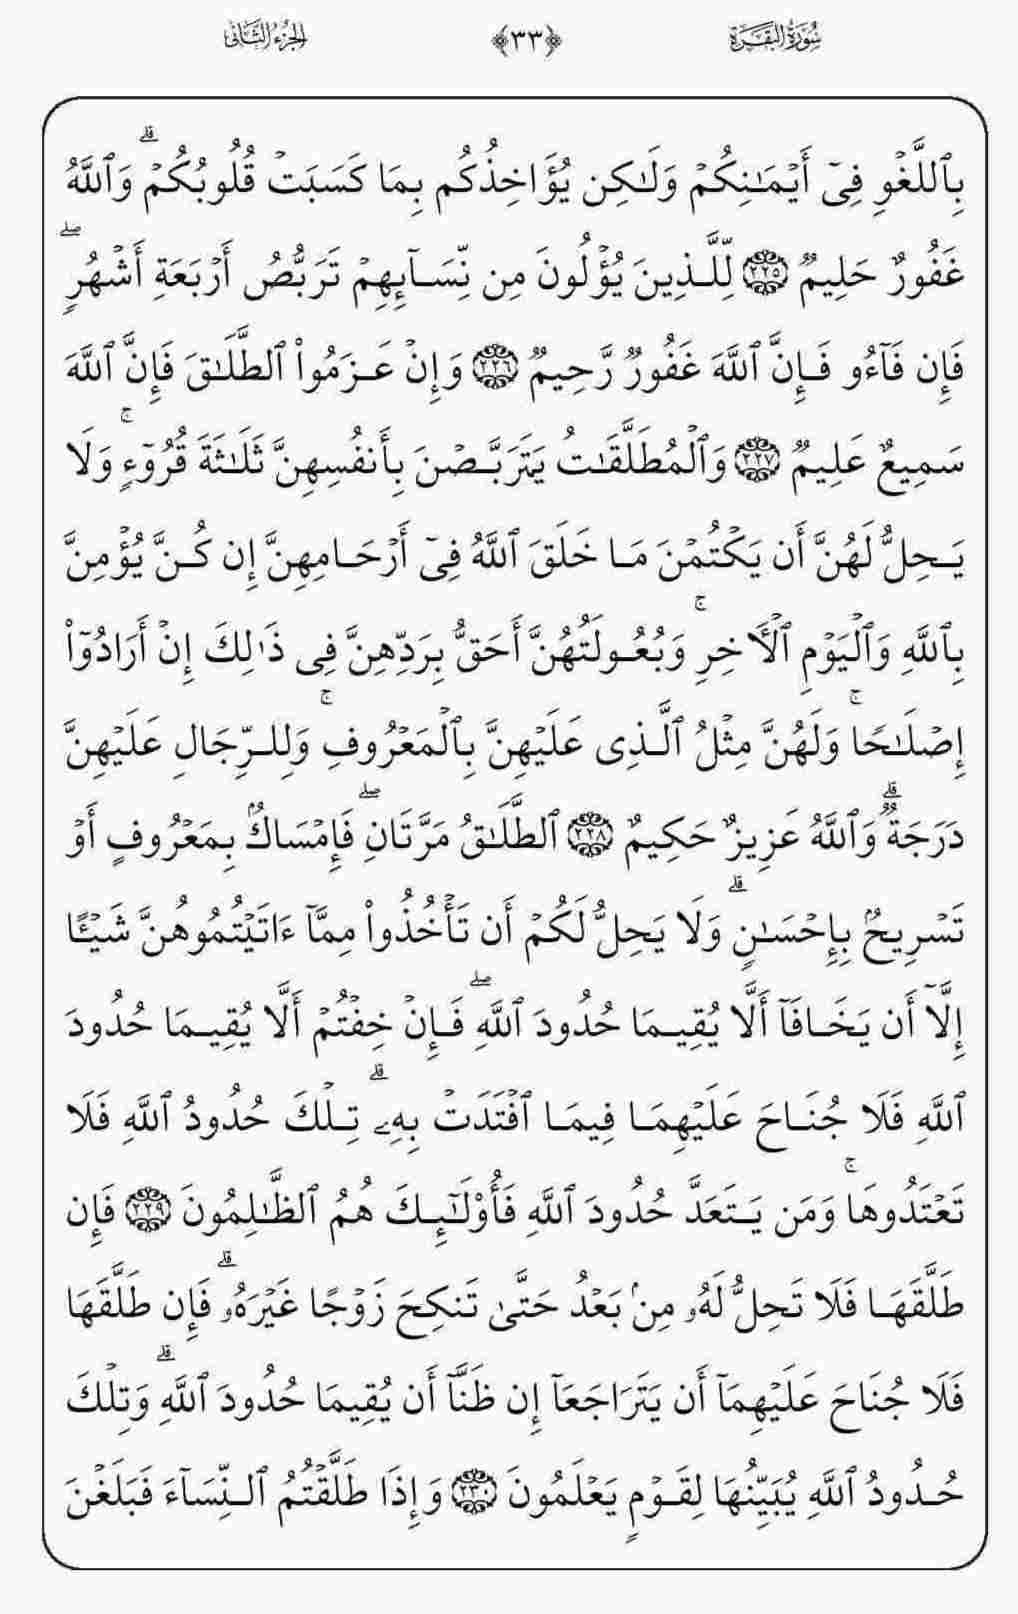 سُورَةُ البَقَرَة ﴿٣٣﴾ الجُزءُ الثَّانِى
بِٱللَّغۡوِ فِىٓ أَيۡمَـٰنِكُمۡ وَلَـٰكِن يُؤَاخِذُكُم بِمَا كَسَبَتۡ قُلُوبُكُمۡۗ وَٱللَّهُ
غَفُورٌ حَلِيمٌ ٢٢٥ لِّلَّذِينَ يُؤۡلُونَ مِن نِّسَآئِهِمۡ تَرَبُّصُ أَرۡبَعَةِ أَشۡهُرٍۖ
فَإِن فَآءُو فَإِنَّ ٱللَّهَ غَفُورٌ رَّحِيمٌ ٢٢٦ وَإِنۡ عَزَمُواْ ٱلطَّلَـٰقَ فَإِنَّ ٱللَّهَ
سَمِيعٌ عَلِيمٌ ٢٢٧ وَٱلۡمُطَلَّقَـٰتُ يَتَرَبَّصۡنَ بِأَنفُسِهِنَّ ثَلَـٰثَةَ قُرُوٓءٍۚ وَلَا
يَحِلُّ لَهُنَّ أَن يَكۡتُمۡنَ مَا خَلَقَ ٱللَّهُ فِىٓ أَرۡحَامِهِنَّ إِن كُنَّ يُؤۡمِنَّ
بِٱللَّهِ وَٱلۡيَوۡمِ ٱلۡأَخِرِۚ وَبُعُولَتُهُنَّ أَحَقُّ بِرَدِّهِنَّ فِى ذَٰلِكَ إِنۡ أَرَادُوٓاْ
إِصۡلَـٰحًاۚ وَلَهُنَّ مِثۡلُ ٱلَّذِى عَلَيۡهِنَّ بِٱلۡمَعۡرُوفِۚ وَلِلرِّجَالِ عَلَيۡهِنَّ
دَرَجَةٌۗ وَٱللَّهُ عَزِيزٌ حَكِيمٌ ٢٢٨ ٱلطَّلَـٰقُ مَرَّتَانِۖ فَإِمۡسَاكٌۢ بِمَعۡرُوفٍ أَوۡ
تَسۡرِيحٌۢ بِإِحۡسَـٰنٍۗ وَلَا يَحِلُّ لَكُمۡ أَن تَأۡخُذُواْ مِمَّآ ءَاتَيۡتُمُوهُنَّ شَيۡـًٔا
إِلَّآ أَن يَخَافَآ أَلَّا يُقِيمَا حُدُودَ ٱللَّهِۖ فَإِنۡ خِفۡتُمۡ أَلَّا يُقِيمَا حُدُودَ
ٱللَّهِ فَلَا جُنَاحَ عَلَيۡهِمَا فِيمَا ٱفۡتَدَتۡ بِهِۦۗ تِلۡكَ حُدُودُ ٱللَّهِ فَلَا
تَعۡتَدُوهَاۚ وَمَن يَتَعَدَّ حُدُودَ ٱللَّهِ فَأُوْلَـٰٓئِكَ هُمُ ٱلظَّـٰلِمُونَ ٢٢٩ فَإِن
طَلَّقَهَا فَلَا تَحِلُّ لَهُۥ مِنۢ بَعۡدُ حَتَّىٰ تَنكِحَ زَوۡجًا غَيۡرَهُۥۗ فَإِن طَلَّقَهَا
فَلَا جُنَاحَ عَلَيۡهِمَآ أَن يَتَرَاجَعَآ إِن ظَنَّآ أَن يُقِيمَا حُدُودَ ٱللَّهِۗ وَتِلۡكَ
حُدُودُ ٱللَّهِ يُبَيِّنُهَا لِقَوۡمٍ يَعۡلَمُونَ ٢٣٠ وَإِذَا طَلَّقۡتُمُ ٱلنِّسَآءَ فَبَلَغۡنَ